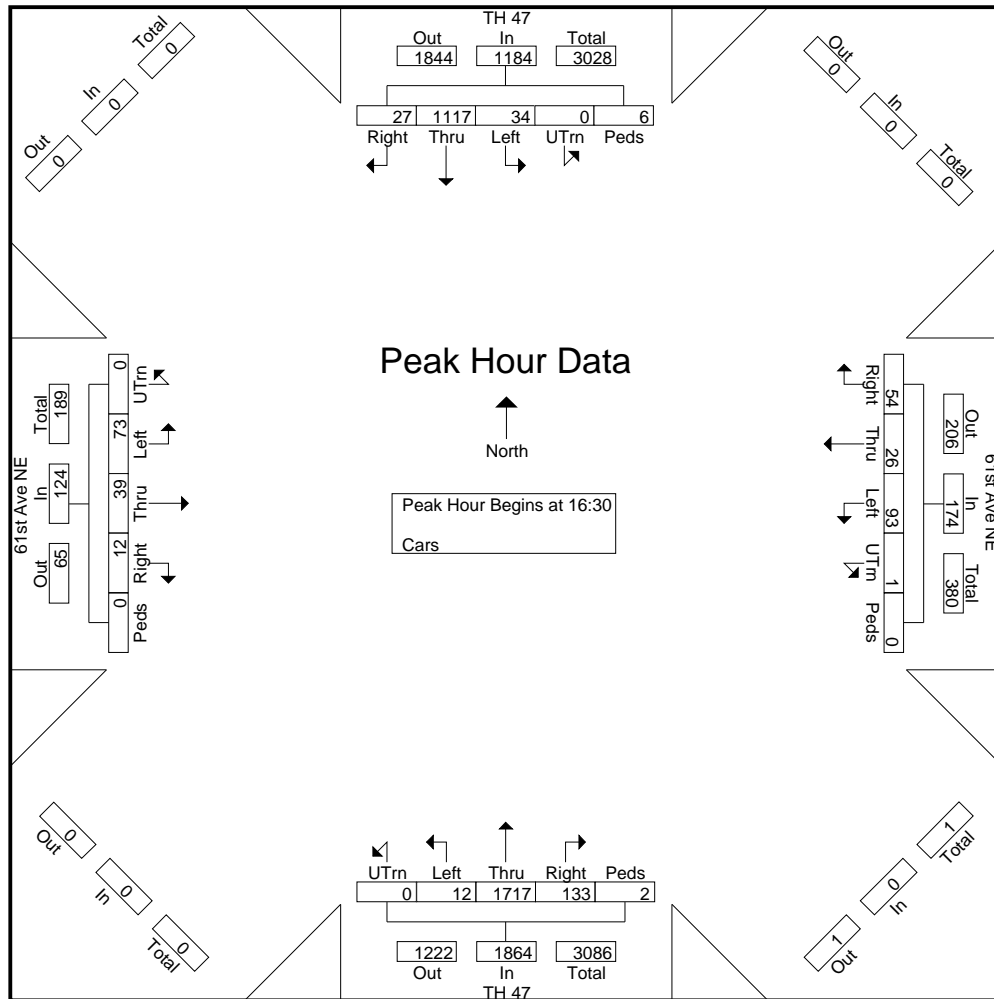 TH 47
Out In Total
1844 1184 3028
27 1117 34 0 6
Right Thru Left UTrn Peds
Total
0
In
0
Out
0
Out
0
In
0
Total
0
Peak Hour Data
North
Peak Hour Begins at 16:30
Cars
61st Ave NE
Out In Total
65 124 189
Peds Right Thru Left UTrn
0 12 39 73 0
61st Ave NE
Out In Total
206 174 380
Right Thru Left UTrn Peds
54 26 93 1 0
0
Out
0
In
0
Total
1
Total
0
In
1
Out
UTrn Left Thru Right Peds
0 12 1717 133 2
1222 1864 3086
Out In Total
TH 47